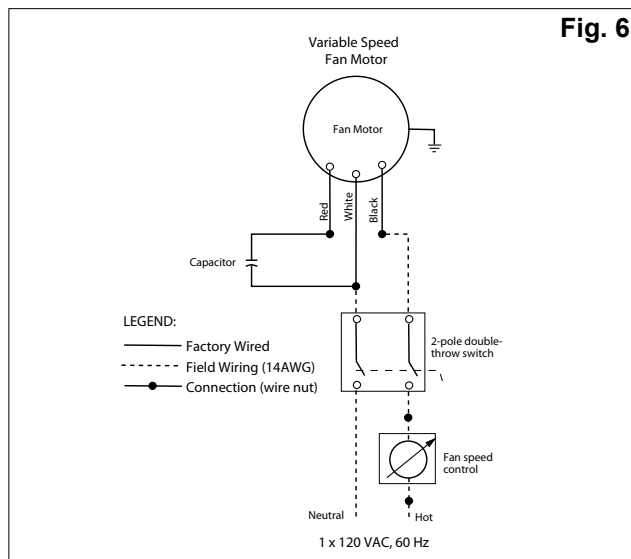 Fig. 6
Variable Speed
Fan Motor
Fan Motor
Red
White
Black
Capacitor
LEGEND:
Factory Wired
Field Wiring (14AWG)
Connection (wire nut)
2-pole double-
throw switch
Fan speed
control
Neutral
Hot
1 x 120 VAC, 60 Hz